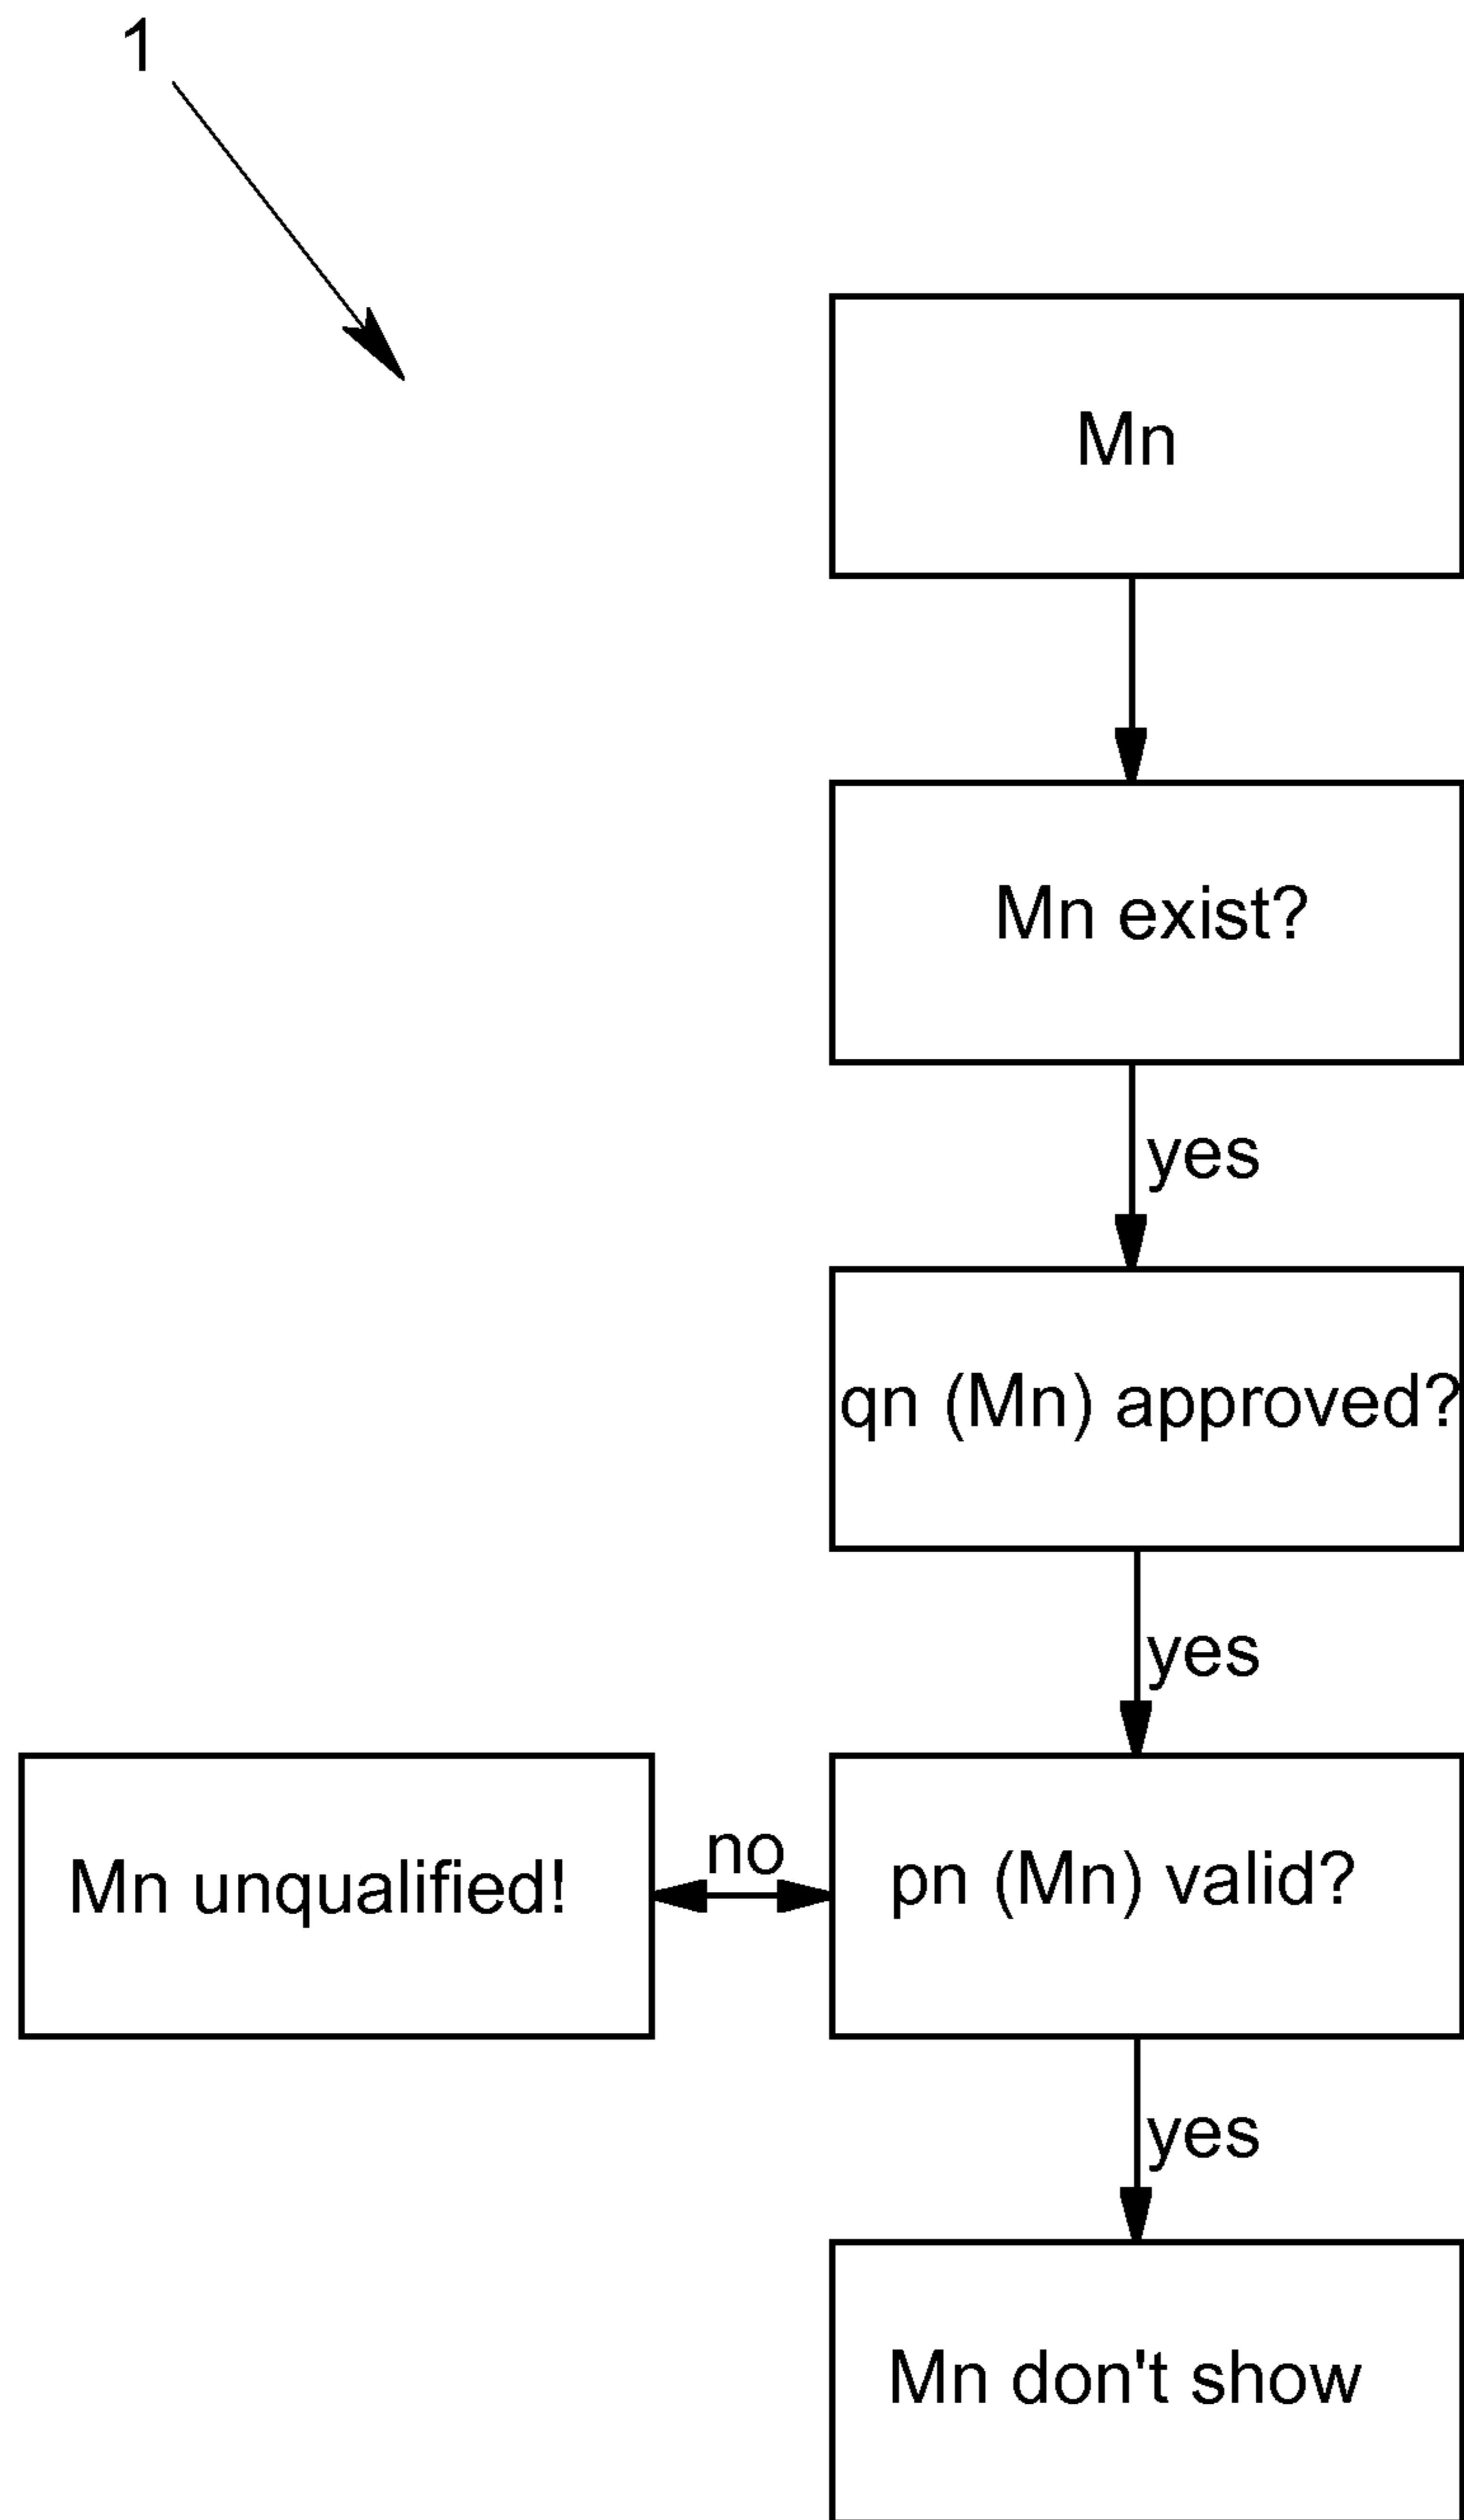 1
Mn
Mn exist?
yes
qn (Mn) approved?
yes
Mn unqualified!
no
pn (Mn) valid?
yes
Mn don't show